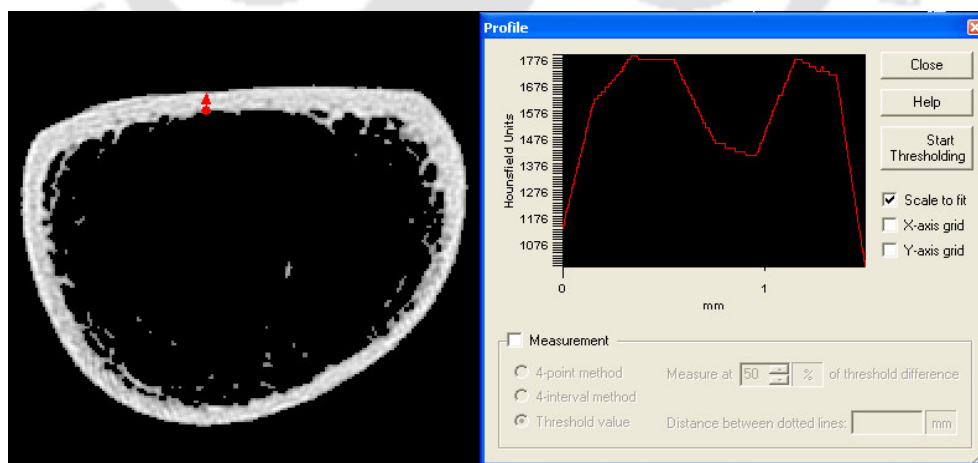 Profile
1776
1676
1576
1476
1376
1276
1176
1076
Hounsfield Units
0
1
mm
Close
Help
Start
Thresholding
Scale to fit
X-axis grid
Y-axis grid
Measurement
4-point method
Measure at 50 % of threshold difference
4-interval method
Threshold value
Distance between dotted lines: mm